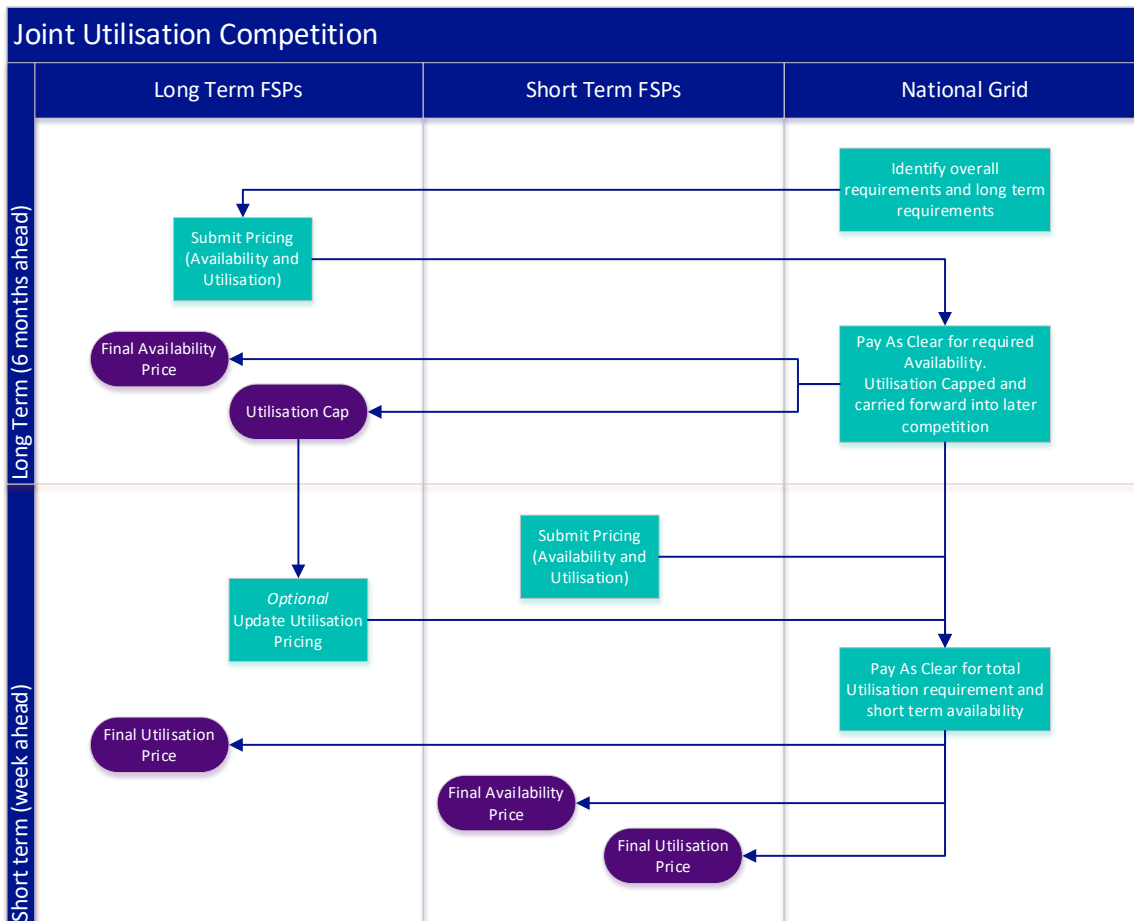 Joint Utilisation Competition
Long Term FSPs
Short Term FSPs
National Grid
Long Term (6 months ahead)
Identify overall
requirements and long term
requirements
Submit Pricing
(Availability and
Utilisation)
Final Availability
Price
Utilisation Cap
Pay As Clear for required
Availability.
Utilisation Capped and
carried forward into later
competition
Short term (week ahead)
Submit Pricing
(Availability and
Utilisation)
Optional
Update Utilisation
Pricing
Pay As Clear for total
Utilisation requirement and
short term availability
Final Utilisation
Price
Final Availability
Price
Final Utilisation
Price